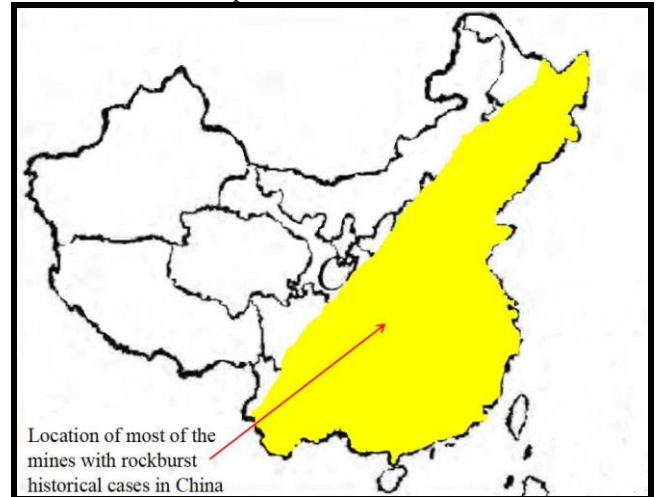 Location of most of the
mines with rockburst
historical cases in China